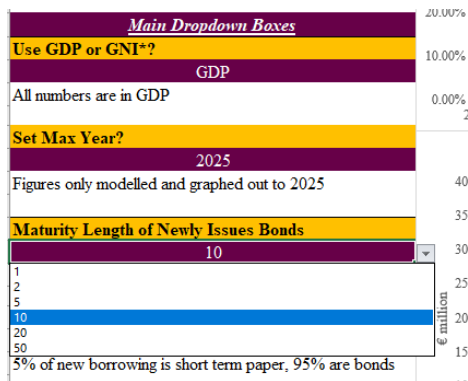 Main Dropdown Boxes
20.00%
Use GDP or GNI*?
10.00%
GDP
All numbers are in GDP
0.00%
2
Set Max Year?
2025
Figures only modelled and graphed out to 2025
40
35
Maturity Length of Newly Issues Bonds
10
30
1
2
5
25
10
20
20
50
€ million
15
5% of new borrowing is short term paper, 95% are bonds